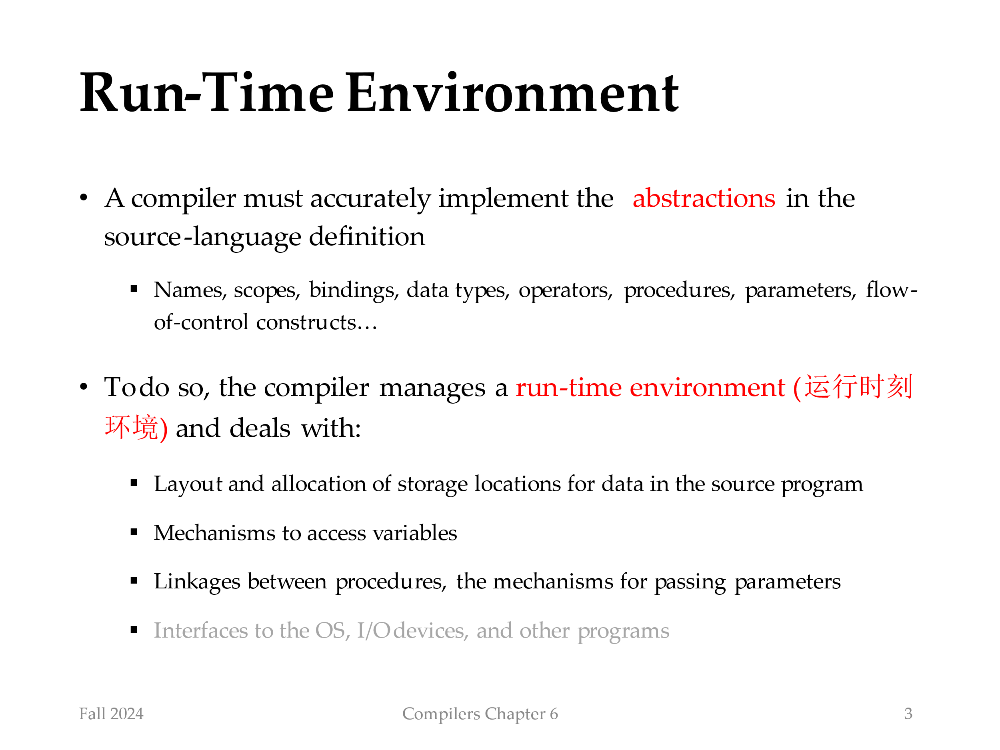 Run-Time Environment
• A compiler must accurately implement the abstractions in the
source-language definition
▪ Names, scopes, bindings, data types, operators, procedures, parameters, flow-
of-control constructs…
• To do so, the compiler manages a run-time environment (运行时刻
环境) and deals with:
▪ Layout and allocation of storage locations for data in the source program
▪ Mechanisms to access variables
▪ Linkages between procedures, the mechanisms for passing parameters
▪ Interfaces to the OS, I/O devices, and other programs
Fall 2024
Compilers Chapter 6
3